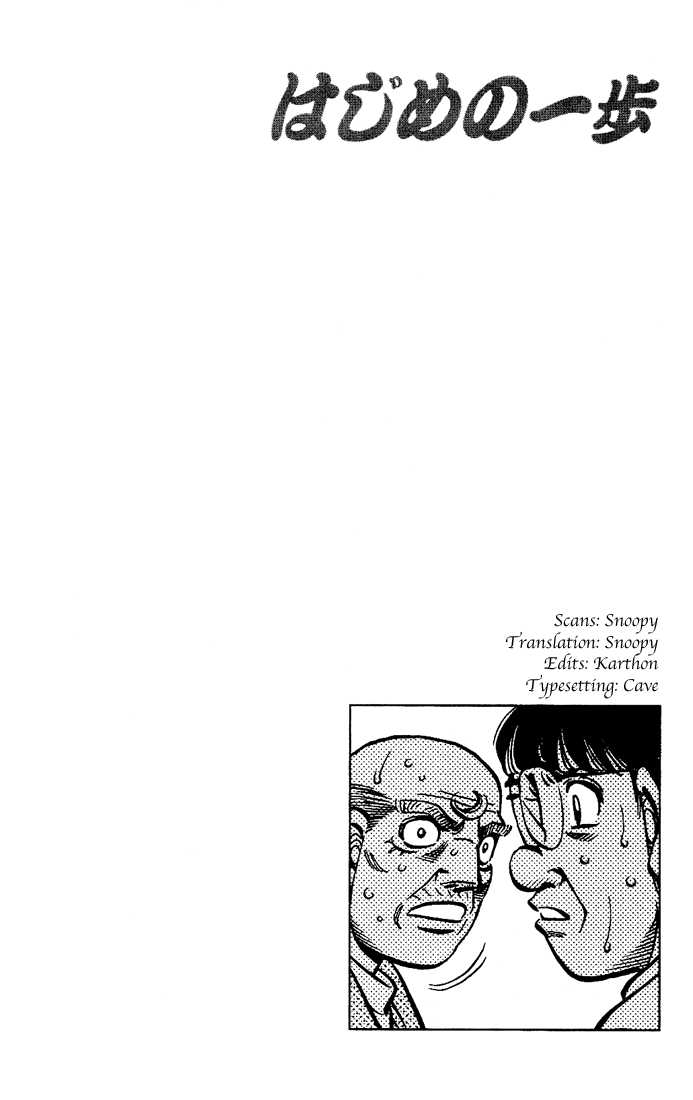 はじめの一歩
Scans: Snoopy
Translation: Snoopy
Edits: Karthon
Typesetting: Cave